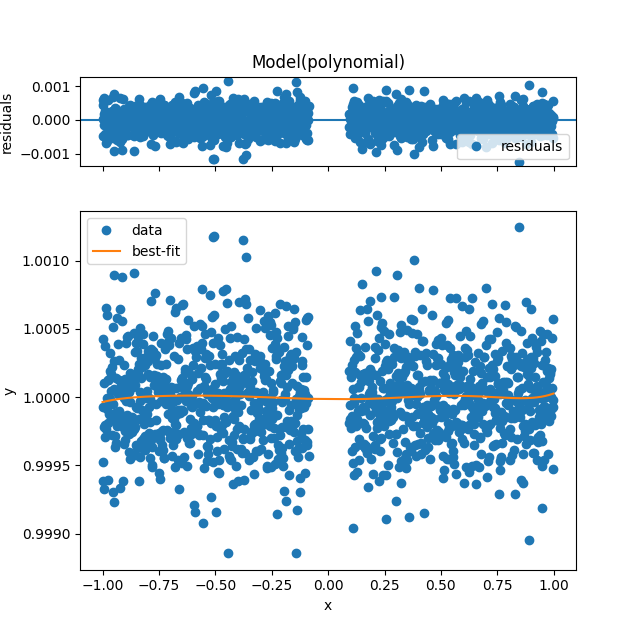 Model(polynomial)
residuals
0.001
0.000
−0.001
residuals
y
data
best-fit
1.0010
1.0005
1.0000
0.9995
0.9990
−1.00 −0.75 −0.50 −0.25 0.00 0.25 0.50 0.75 1.00
x